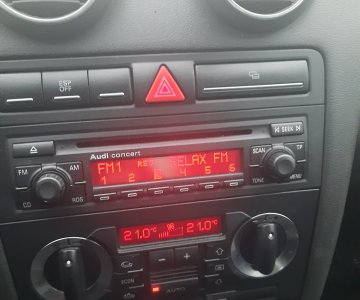 ESP
OFF
SEEK
Audi concert
SCAN TP
FM AM
FM1 REG RELAX FM
1 2 3 4 5 6
CD RDS
TONE MENU
21.0°C 21.0°C
ECON
AUTO